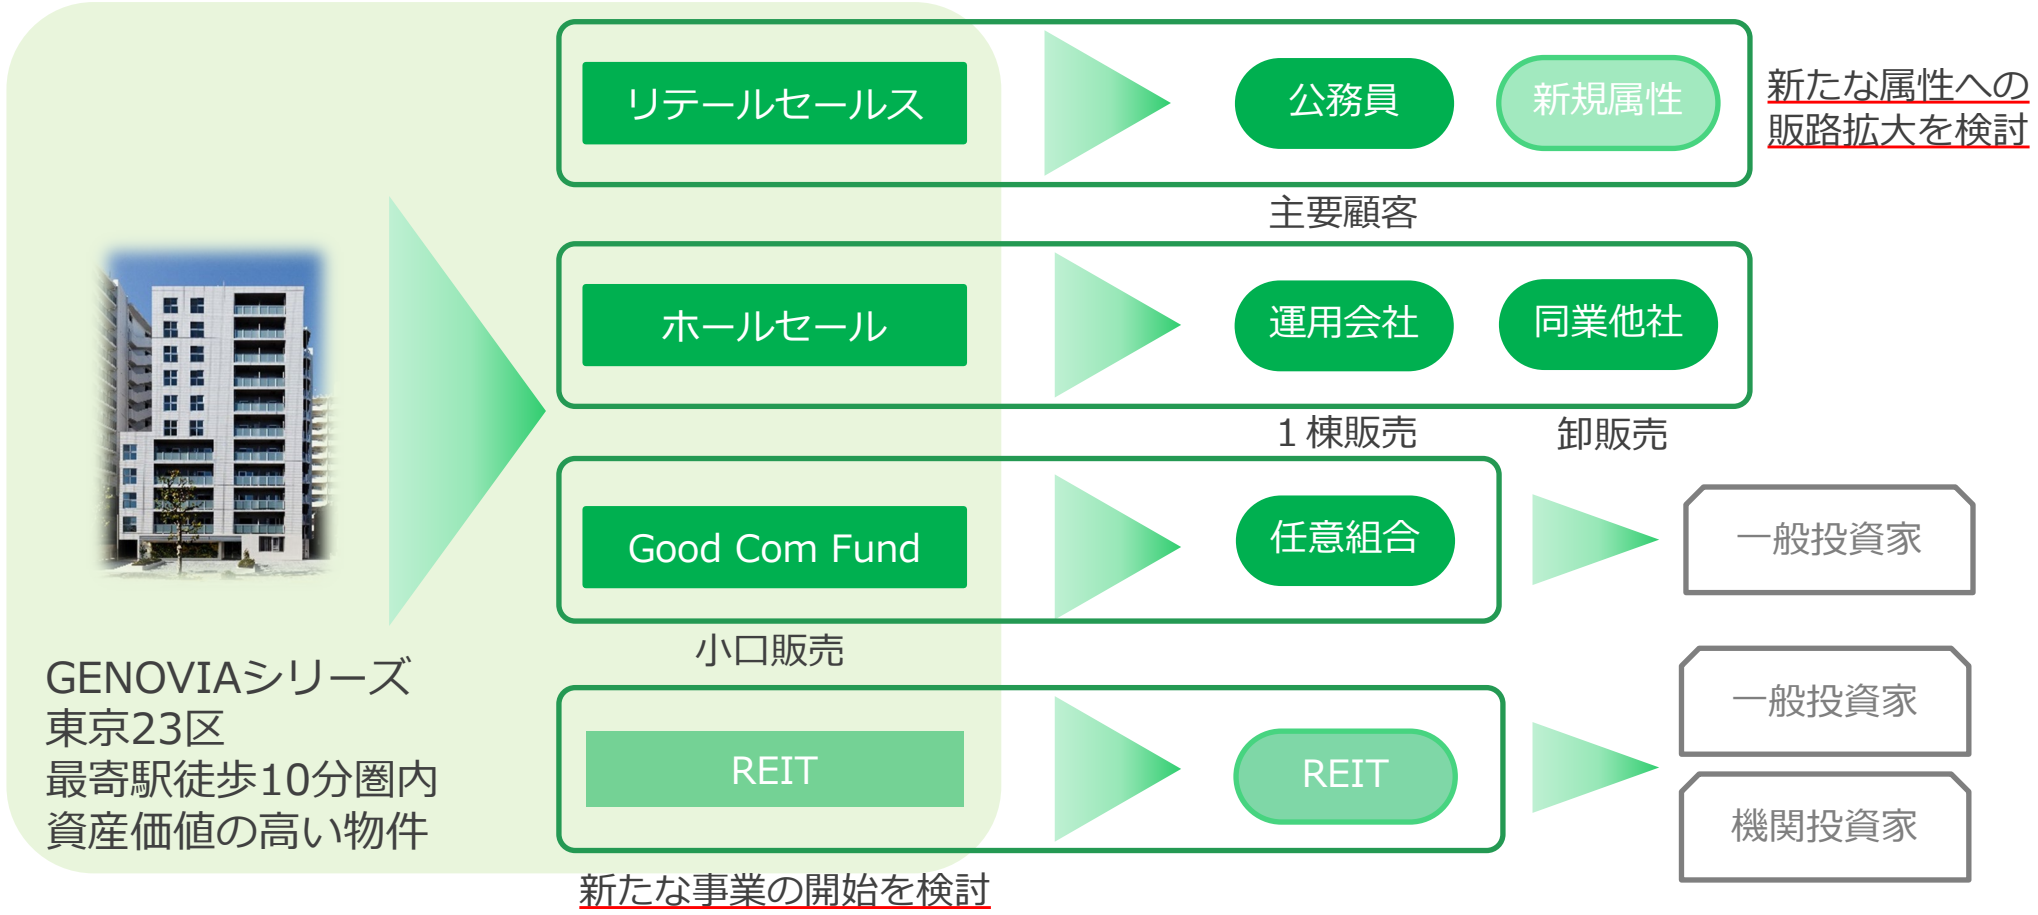 リテールセールス
公務員
新規属性
新たな属性への
販路拡大を検討
主要顧客
ホールセール
運用会社
同業他社
１棟販売
卸販売
Good Com Fund
任意組合
一般投資家
小口販売
GENOVIAシリーズ
東京23区
最寄駅徒歩10分圏内
資産価値の高い物件
REIT
REIT
一般投資家
機関投資家
新たな事業の開始を検討